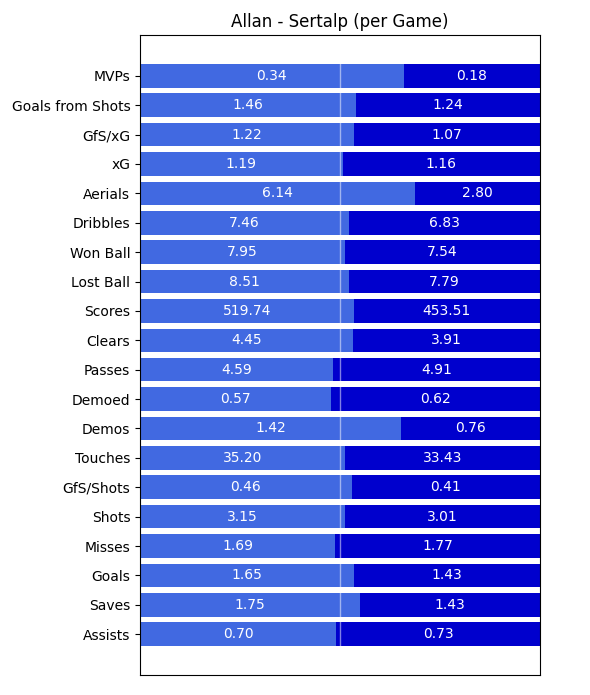 Allan - Sertalp (per Game)
MVPs 0.34 0.18
Goals from Shots 1.46 1.24
GfS/xG 1.22 1.07
xG 1.19 1.16
Aerials 6.14 2.80
Dribbles 7.46 6.83
Won Ball 7.95 7.54
Lost Ball 8.51 7.79
Scores 519.74 453.51
Clears 4.45 3.91
Passes 4.59 4.91
Demoed 0.57 0.62
Demos 1.42 0.76
Touches 35.20 33.43
GfS/Shots 0.46 0.41
Shots 3.15 3.01
Misses 1.69 1.77
Goals 1.65 1.43
Saves 1.75 1.43
Assists 0.70 0.73